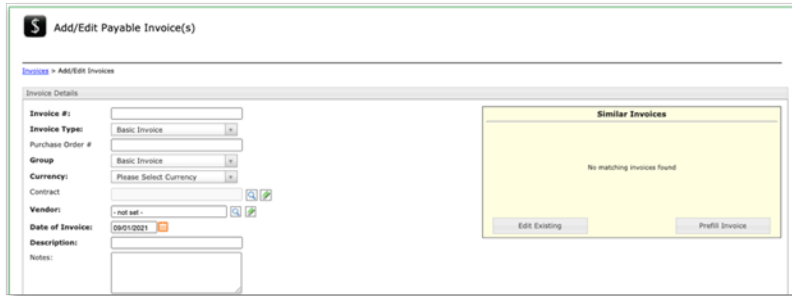 $ Add/Edit Payable Invoice(s)
Invoices > Add/Edit Invoices
Invoice Details
Invoice #:
Invoice Type: Basic Invoice
Purchase Order #
Group Basic Invoice
Currency: Please Select Currency
Contract
Vendor: - not set -
Date of Invoice: 09/01/2021
Description:
Notes:
Similar Invoices
No matching invoices found
Edit Existing Prefill Invoice